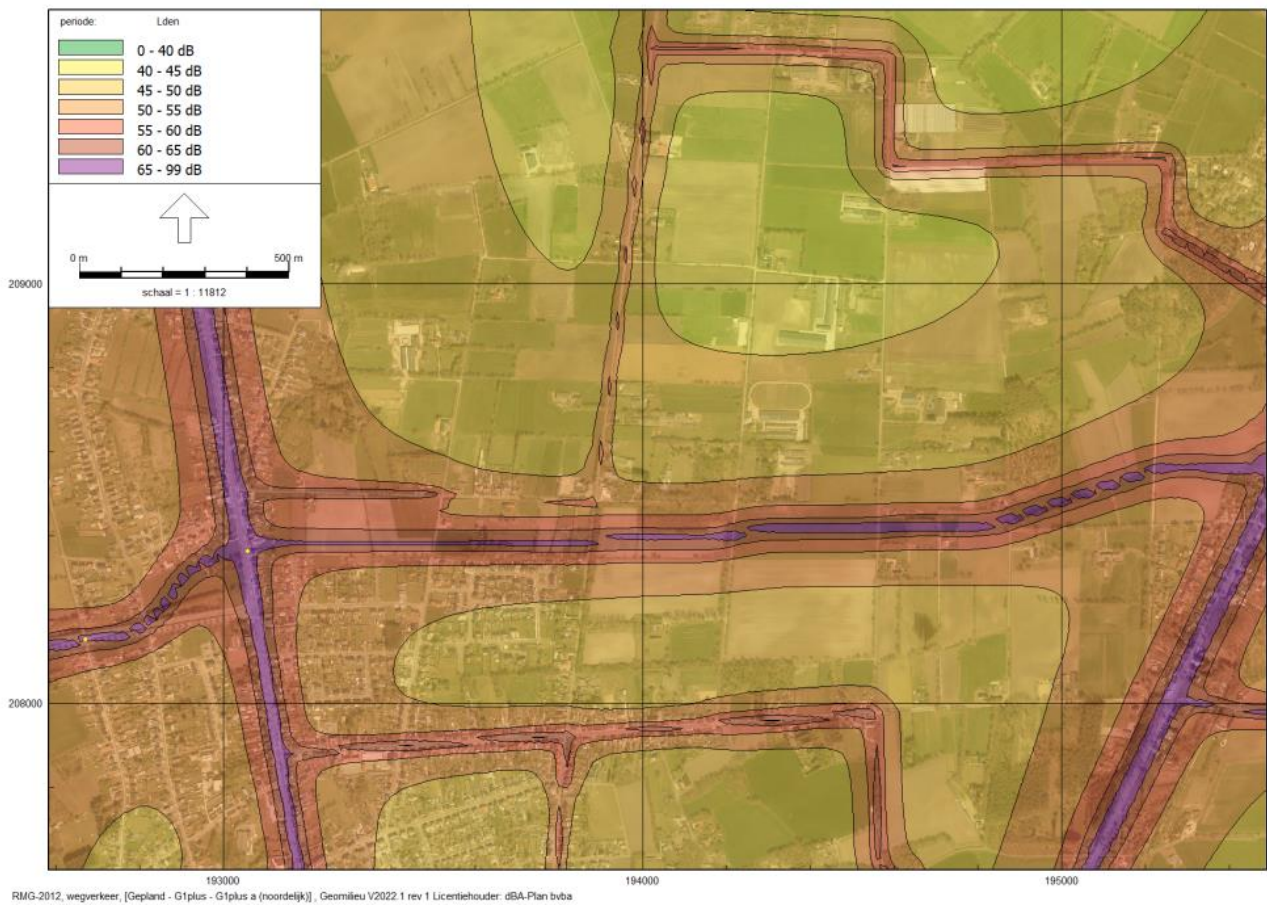 periode: Lden
0 - 40 dB
40 - 45 dB
45 - 50 dB
50 - 55 dB
55 - 60 dB
60 - 65 dB
65 - 99 dB
0 m 500 m
schaal = 1 : 11812
209000
208000
193000 194000 195000
RMG-2012, wegverkeer, [Gepland - G1plus - G1plus a (noordelijk)] , Geomilieu V2022.1 rev 1 Licentiehouder: dBA-Plan bvba